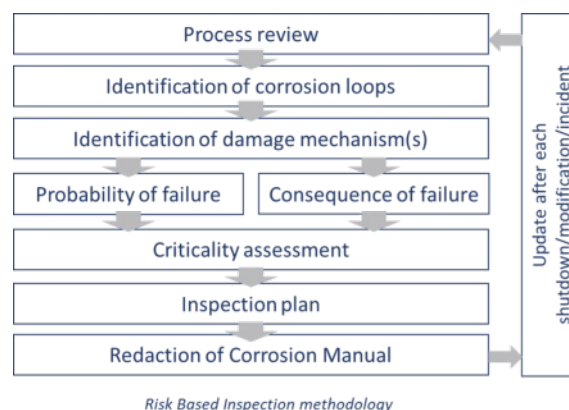 Process review
Identification of corrosion loops
Identification of damage mechanism(s)
Probability of failure
Consequence of failure
Criticality assessment
Inspection plan
Redaction of Corrosion Manual
Update after each
shutdown/modification/incident
Risk Based Inspection methodology